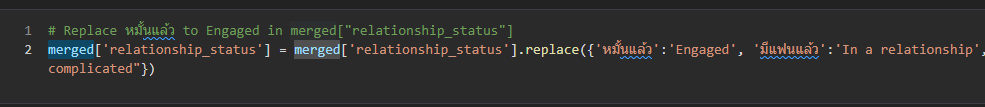 1 # Replace หมั้นแล้ว to Engaged in merged["relationship_status"]
2 merged['relationship_status'] = merged['relationship_status'].replace({'หมั้นแล้ว':'Engaged', 'มีแฟนแล้ว':'In a relationship',
complicated"})